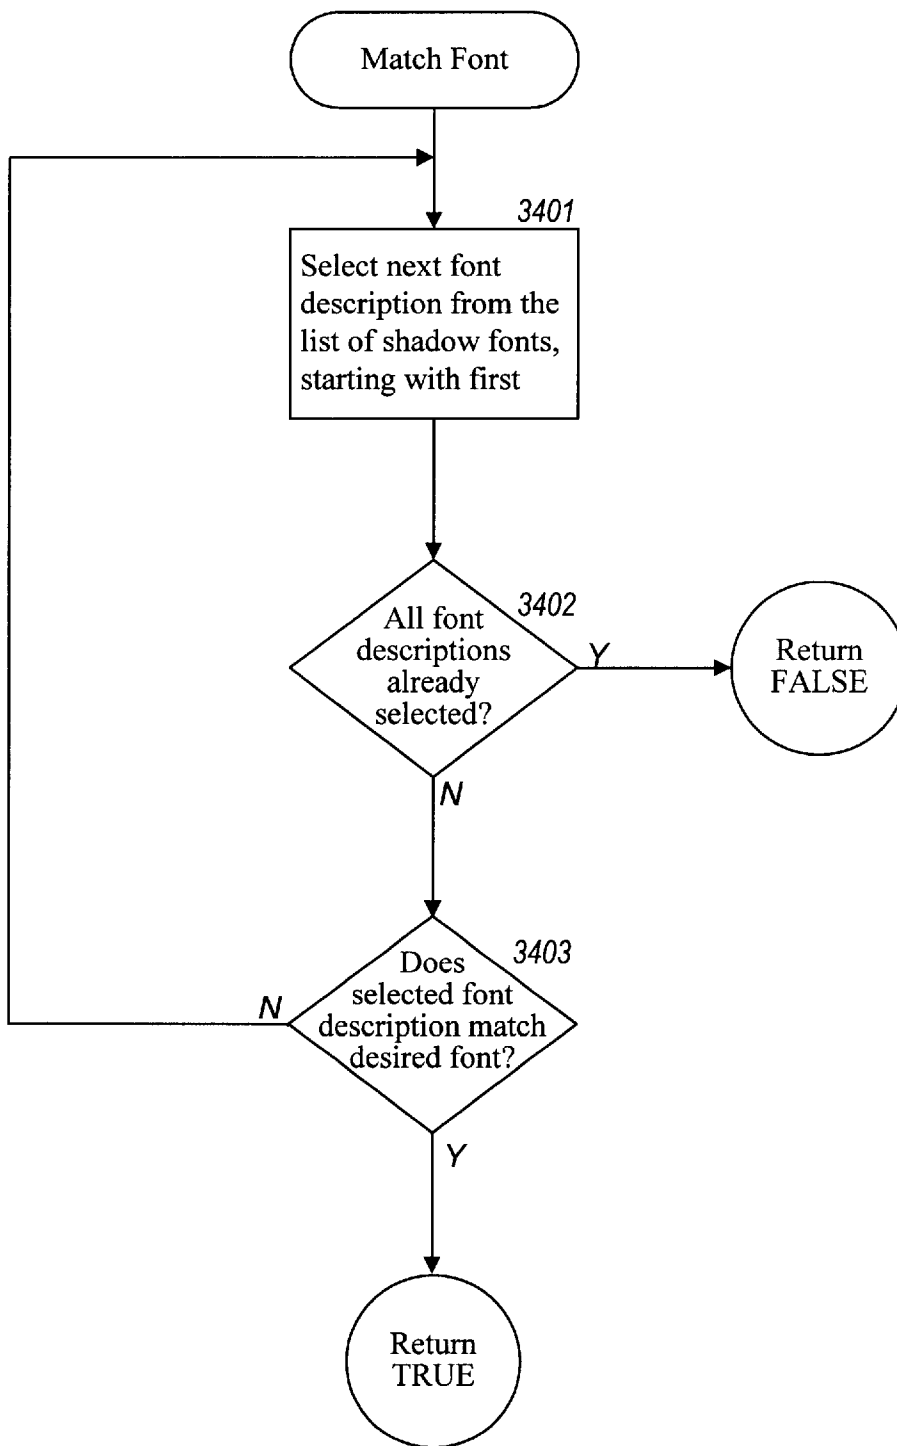 Match Font
3401
Select next font
description from the
list of shadow fonts,
starting with first
3402
All font
descriptions
already
selected?
Y
Return
FALSE
N
3403
Does
selected font
description match
desired font?
N
Y
Return
TRUE